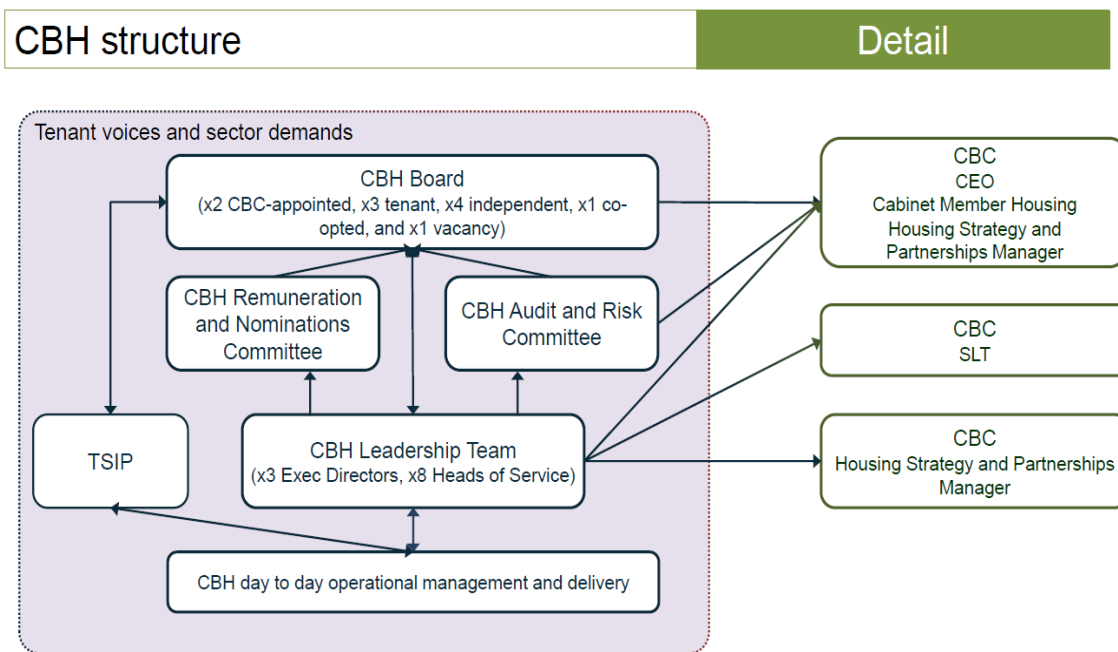 CBH structure
Detail
Tenant voices and sector demands
CBH Board
(x2 CBC-appointed, x3 tenant, x4 independent, x1 co-
opted, and x1 vacancy)
CBH Remuneration
and Nominations
Committee
CBH Audit and Risk
Committee
TSIP
CBH Leadership Team
(x3 Exec Directors, x8 Heads of Service)
CBH day to day operational management and delivery
CBC
CEO
Cabinet Member Housing
Housing Strategy and
Partnerships Manager
CBC
SLT
CBC
Housing Strategy and Partnerships
Manager